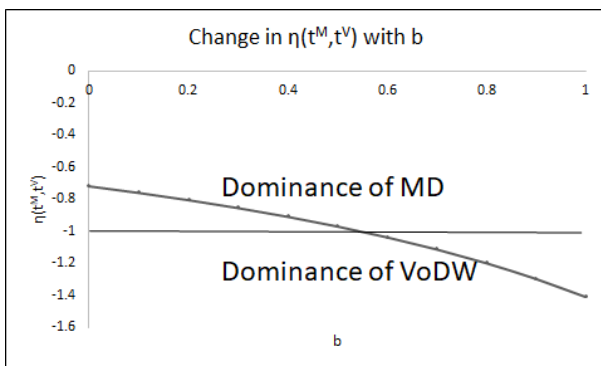 Change in η(tᴹ,tⱽ) with b
0
0 0.2 0.4 0.6 0.8 1
-0.2
-0.4
-0.6
-0.8
-1
-1.2
-1.4
-1.6
η(tᴹ,tⱽ)
Dominance of MD
Dominance of VoDW
b